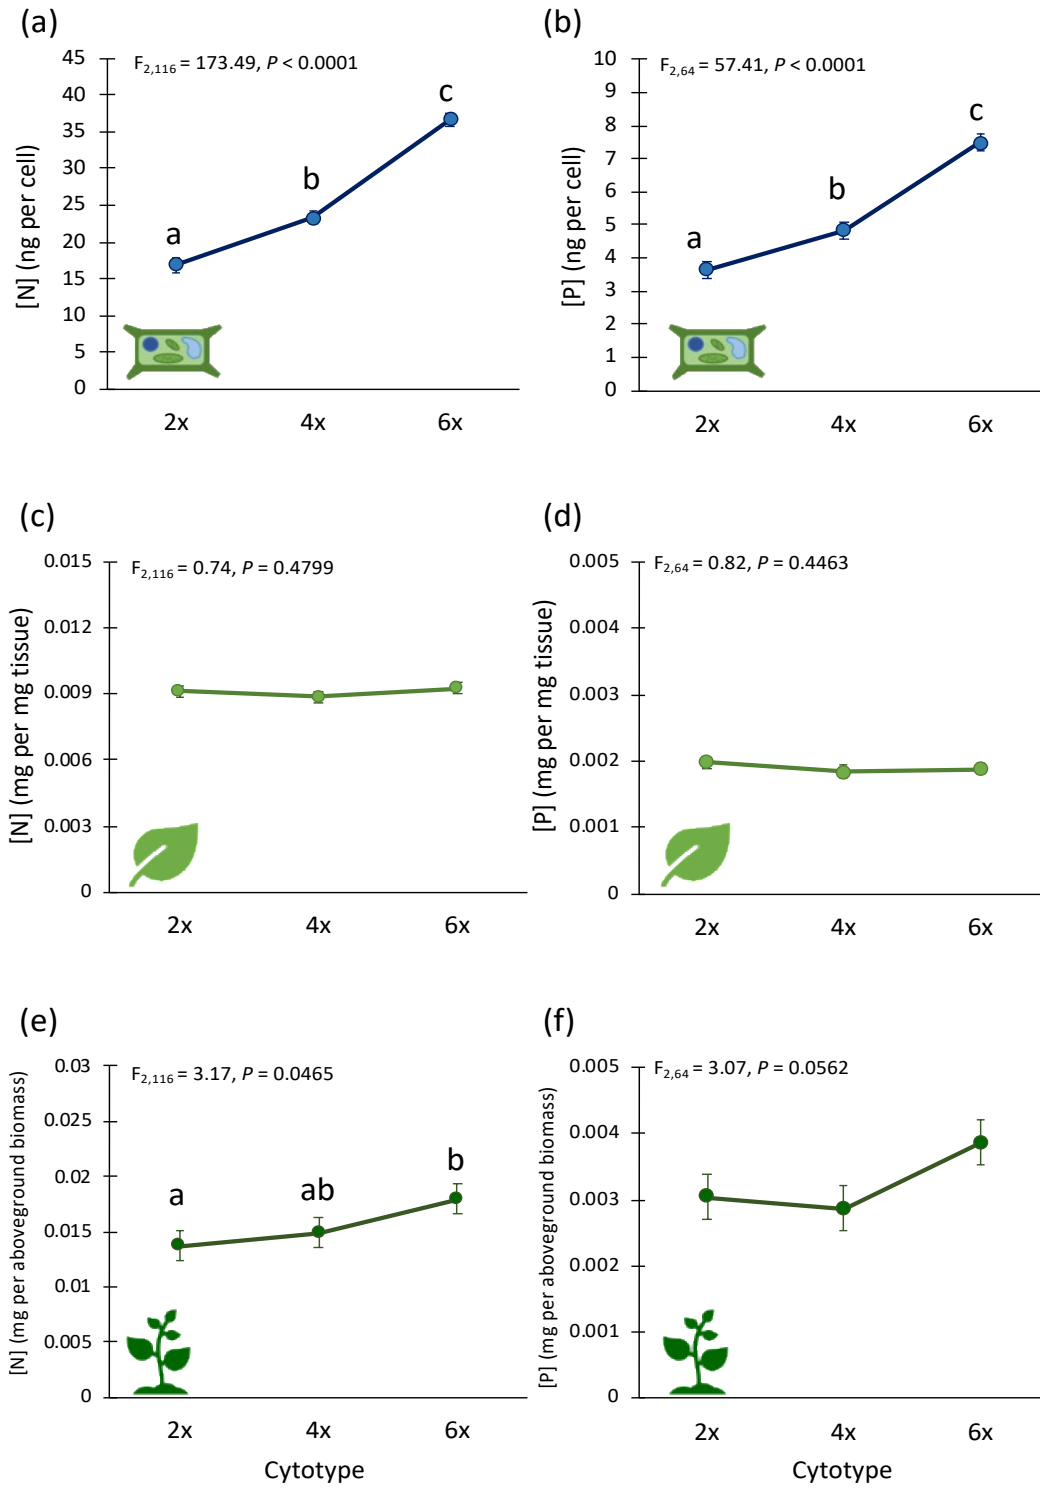 (a)
F2,116 = 173.49, P < 0.0001
[N] (ng per cell)
45
40
35
30
25
20
15
10
5
0
a
b
c
2x 4x 6x
(b)
F2,64 = 57.41, P < 0.0001
[P] (ng per cell)
10
9
8
7
6
5
4
3
2
1
0
a
b
c
2x 4x 6x
(c)
F2,116 = 0.74, P = 0.4799
[N] (mg per mg tissue)
0.015
0.012
0.009
0.006
0.003
0
2x 4x 6x
(d)
F2,64 = 0.82, P = 0.4463
[P] (mg per mg tissue)
0.005
0.004
0.003
0.002
0.001
0
2x 4x 6x
(e)
F2,116 = 3.17, P = 0.0465
[N] (mg per aboveground biomass)
0.03
0.025
0.02
0.015
0.01
0.005
0
a
ab
b
2x 4x 6x
Cytotype
(f)
F2,64 = 3.07, P = 0.0562
[P] (mg per aboveground biomass)
0.005
0.004
0.003
0.002
0.001
0
2x 4x 6x
Cytotype